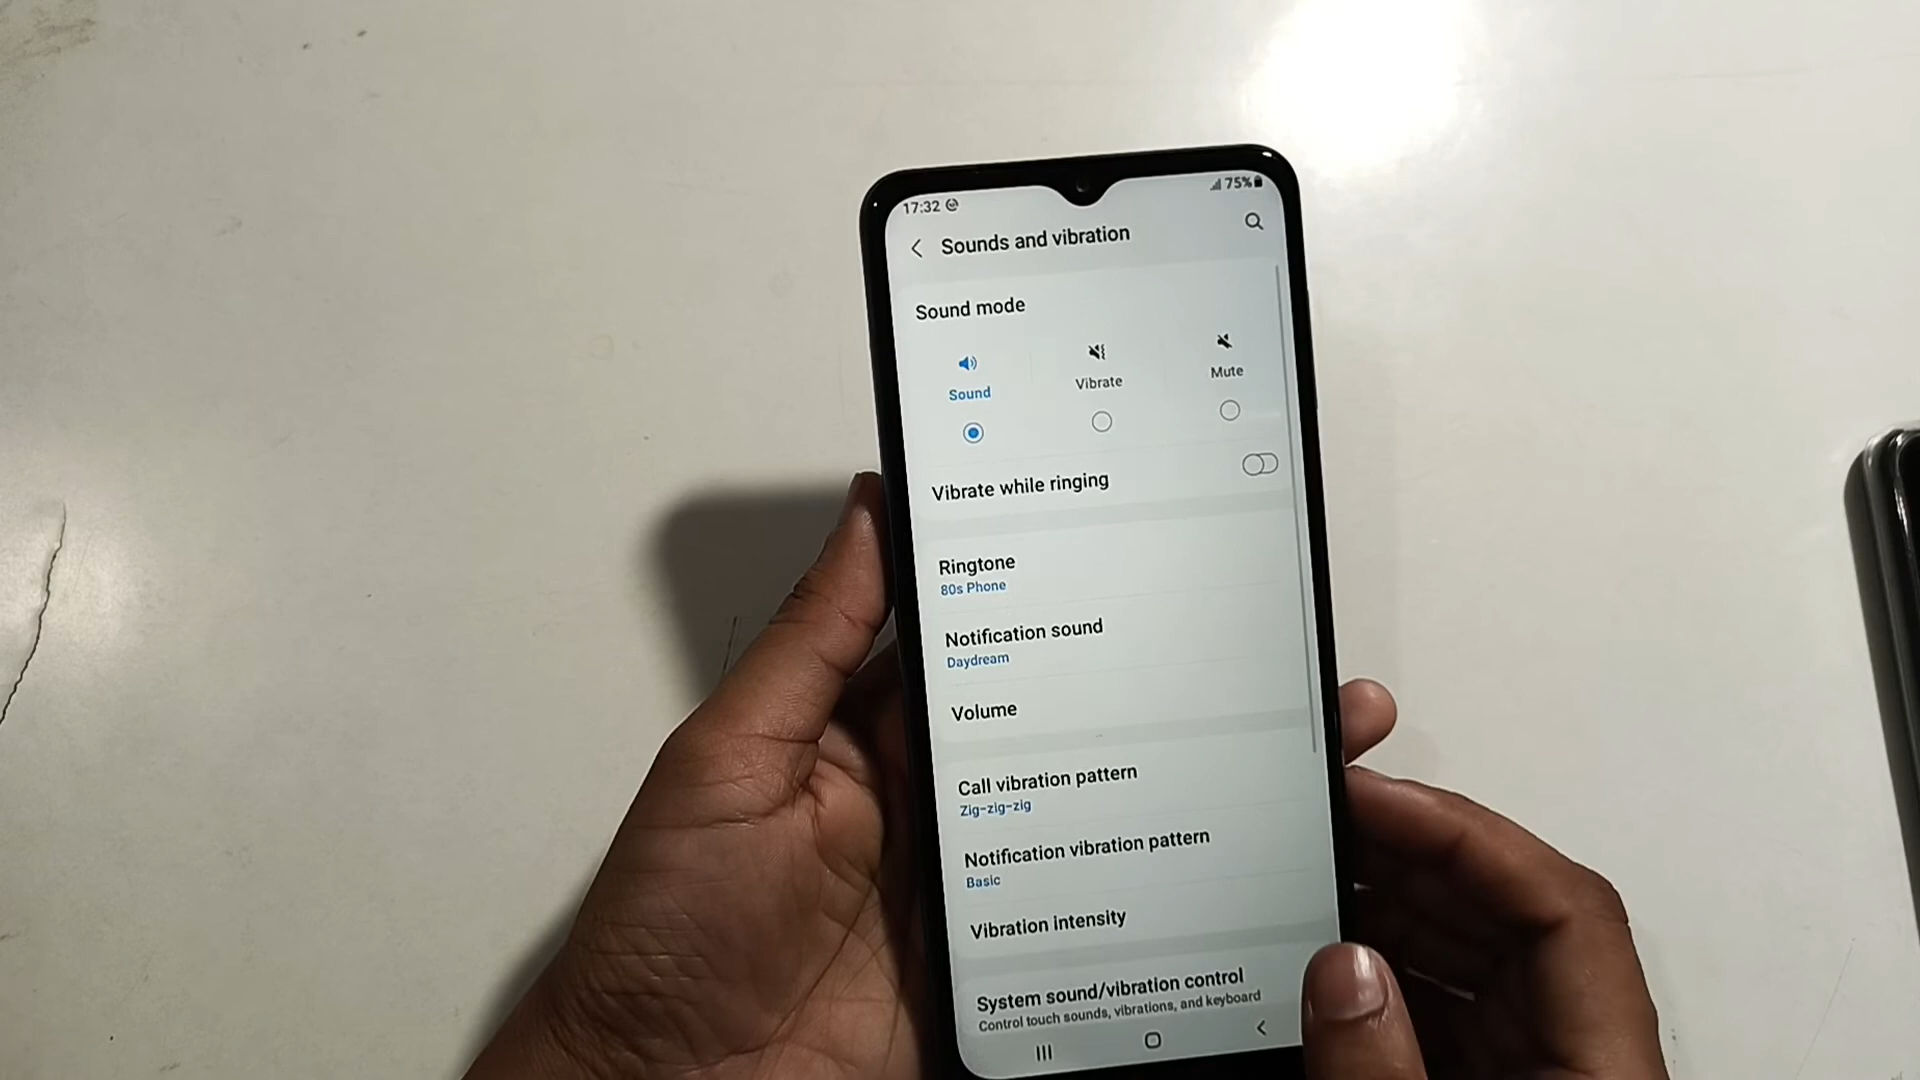 17:32
75%
Sounds and vibration
Sound mode
Sound
Vibrate
Mute
Vibrate while ringing
Ringtone
80s Phone
Notification sound
Daydream
Volume
Call vibration pattern
Zig-zig-zig
Notification vibration pattern
Basic
Vibration intensity
System sound/vibration control
Control touch sounds, vibrations, and keyboard